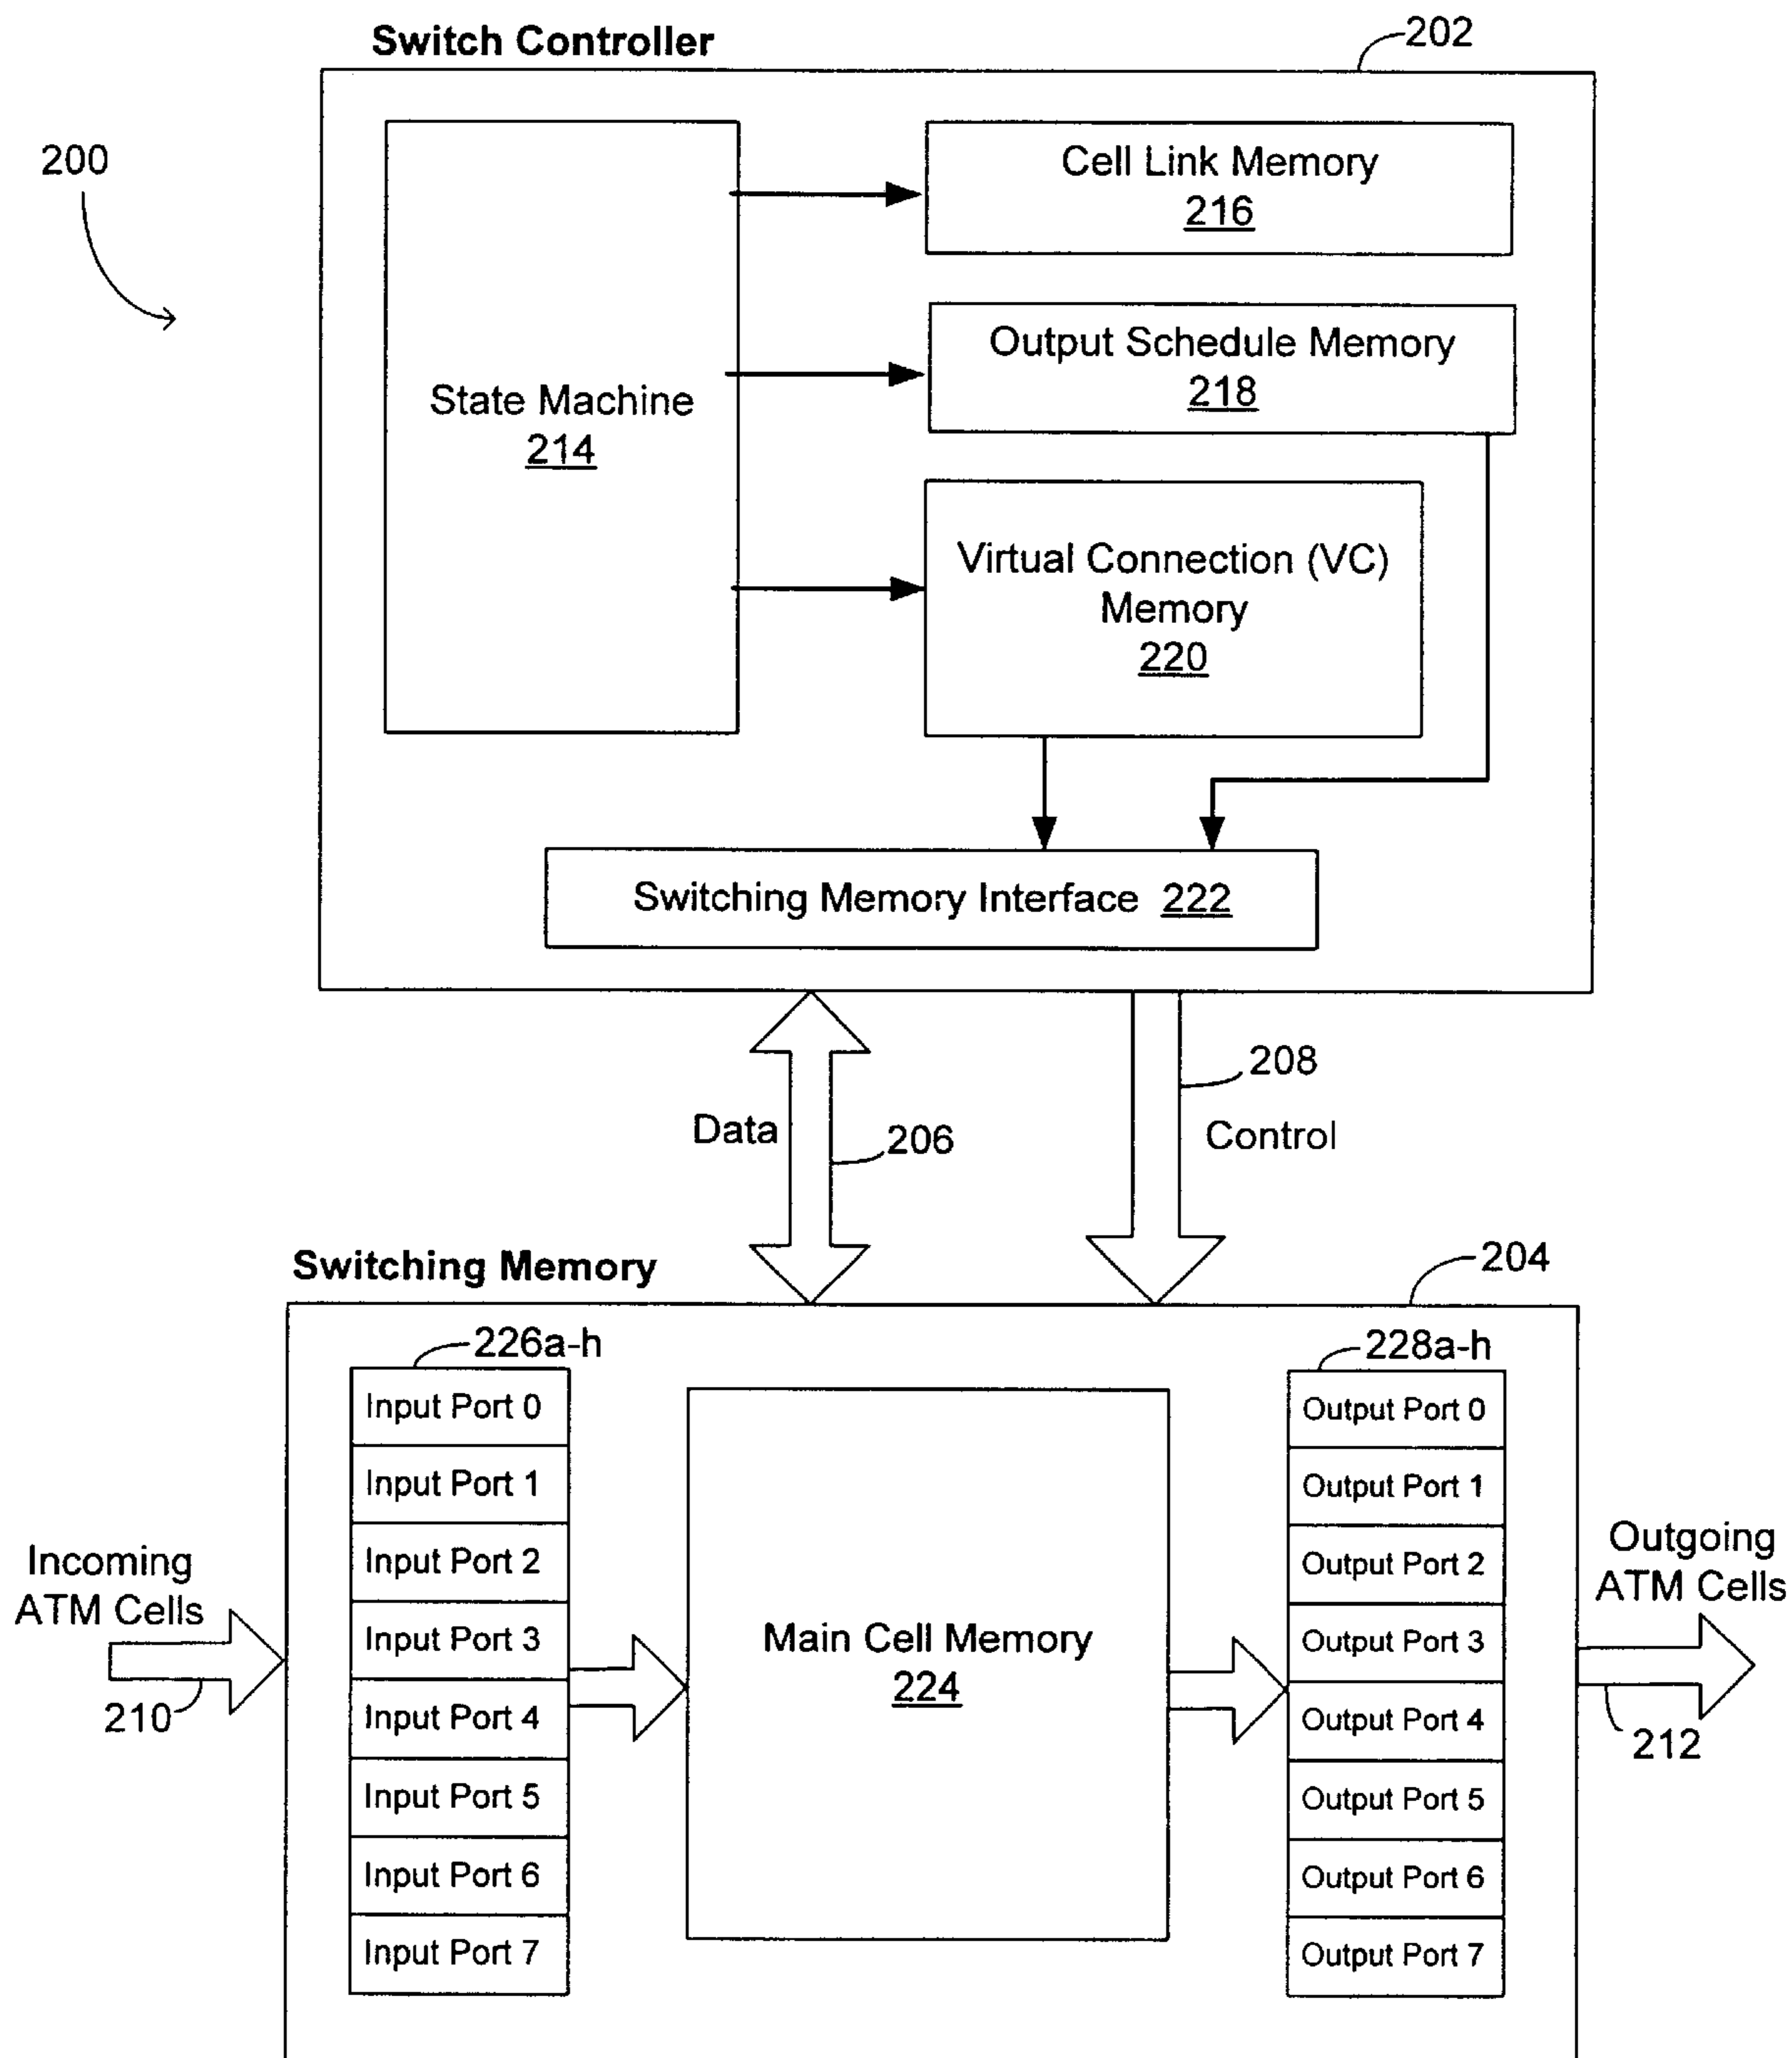 Switch Controller
202
200
State Machine
214
Cell Link Memory
216
Output Schedule Memory
218
Virtual Connection (VC)
Memory
220
Switching Memory Interface 222
Data
206
208
Control
Switching Memory
204
226a-h
Input Port 0
Input Port 1
Input Port 2
Input Port 3
Input Port 4
Input Port 5
Input Port 6
Input Port 7
Incoming
ATM Cells
210
Main Cell Memory
224
228a-h
Output Port 0
Output Port 1
Output Port 2
Output Port 3
Output Port 4
Output Port 5
Output Port 6
Output Port 7
Outgoing
ATM Cells
212